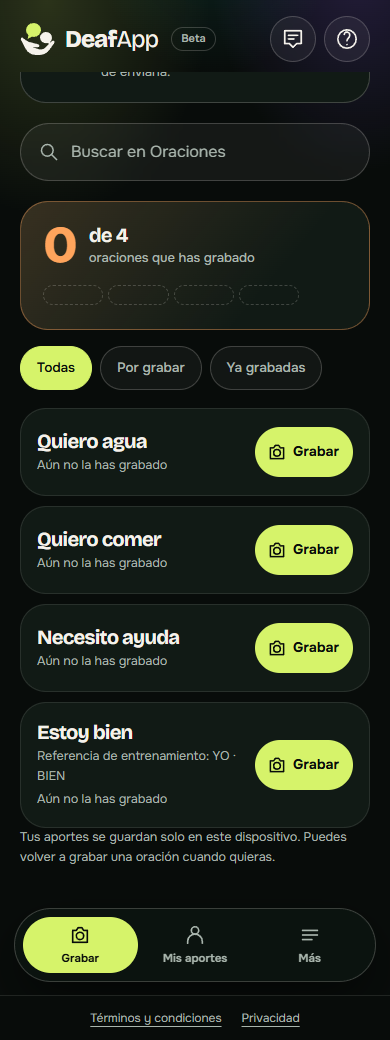 DeafApp Beta
de enviarla.
Buscar en Oraciones
0 de 4
oraciones que has grabado
Todas Por grabar Ya grabadas
Quiero agua
Aún no la has grabado
Grabar
Quiero comer
Aún no la has grabado
Grabar
Necesito ayuda
Aún no la has grabado
Grabar
Estoy bien
Referencia de entrenamiento: YO ·
BIEN
Aún no la has grabado
Grabar
Tus aportes se guardan solo en este dispositivo. Puedes
volver a grabar una oración cuando quieras.
Grabar Mis aportes Más
Términos y condiciones Privacidad